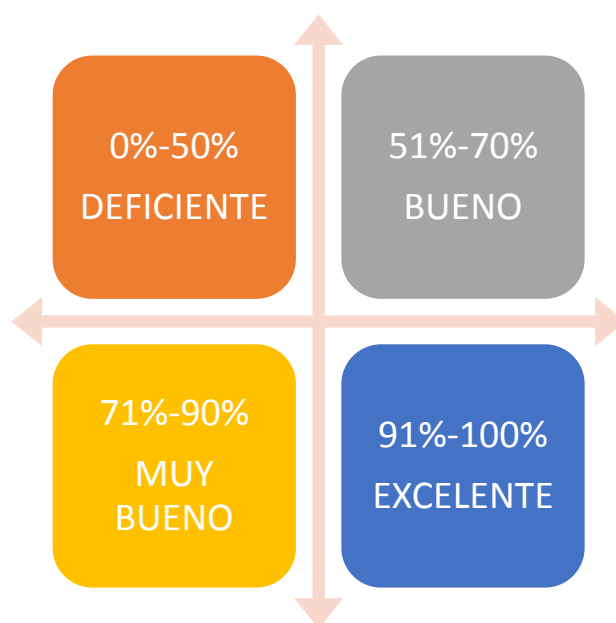 0%-50%
DEFICIENTE
51%-70%
BUENO
71%-90%
MUY
BUENO
91%-100%
EXCELENTE